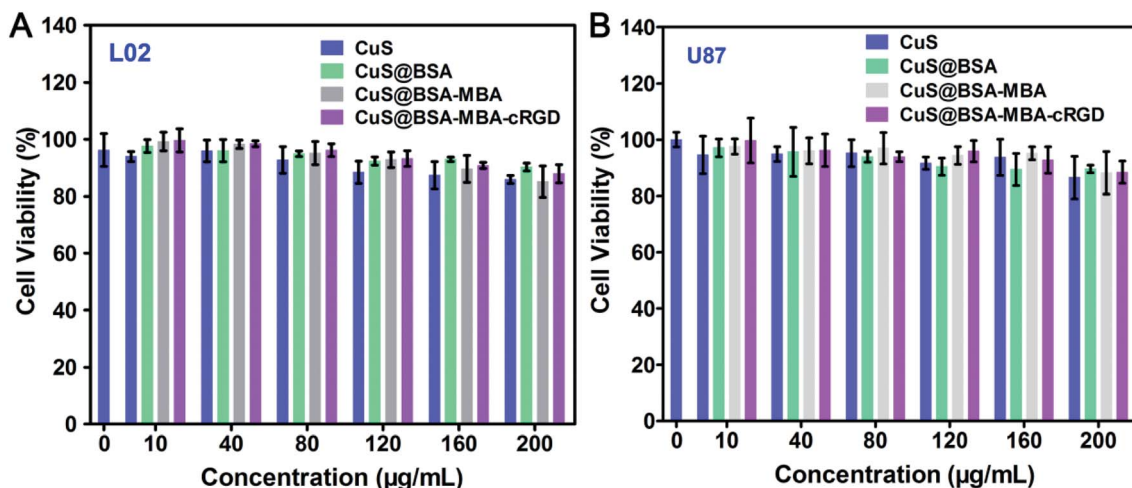 A
L02
CuS
CuS@BSA
CuS@BSA-MBA
CuS@BSA-MBA-cRGD
Cell Viability (%)
140
120
100
80
60
40
20
0
0 10 40 80 120 160 200
Concentration (µg/mL)
B
U87
CuS
CuS@BSA
CuS@BSA-MBA
CuS@BSA-MBA-cRGD
Cell Viability (%)
140
120
100
80
60
40
20
0
0 10 40 80 120 160 200
Concentration (µg/mL)